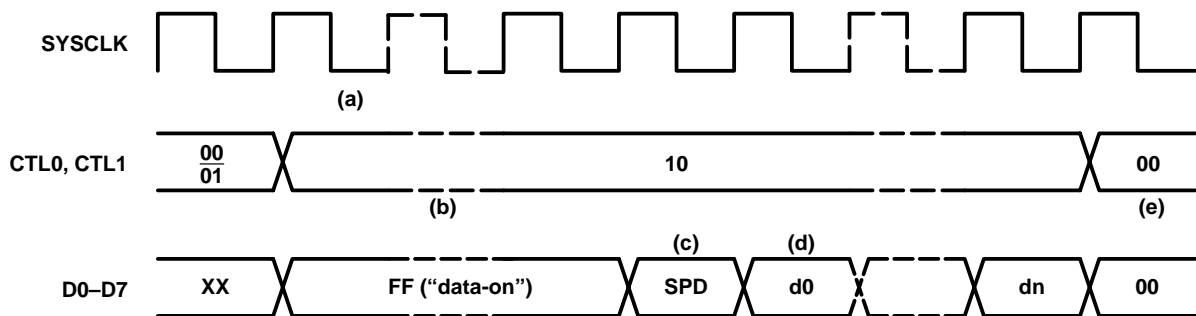 SYSCLK
(a)
CTL0, CTL1
00
01
10
00
(b)
(e)
(c)
(d)
D0–D7
XX
FF (“data-on”)
SPD
d0
dn
00